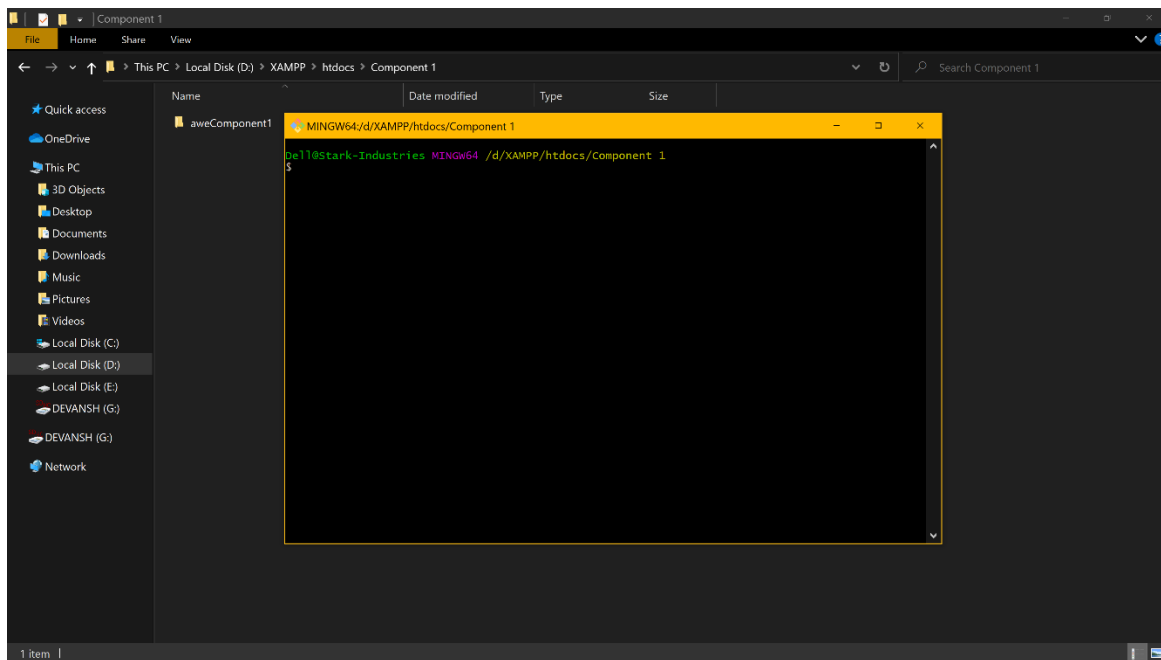 Component 1
File Home Share View
This PC > Local Disk (D:) > XAMPP > htdocs > Component 1
Search Component 1
Name Date modified Type Size
Quick access
OneDrive
This PC
3D Objects
Desktop
Documents
Downloads
Music
Pictures
Videos
Local Disk (C:)
Local Disk (D:)
Local Disk (E:)
DEVANSH (G:)
DEVANSH (G:)
Network
aweComponent1
MINGW64:/d/XAMPP/htdocs/Component 1
Dell@Stark-Industries MINGW64 /d/XAMPP/htdocs/Component 1
$
1 item